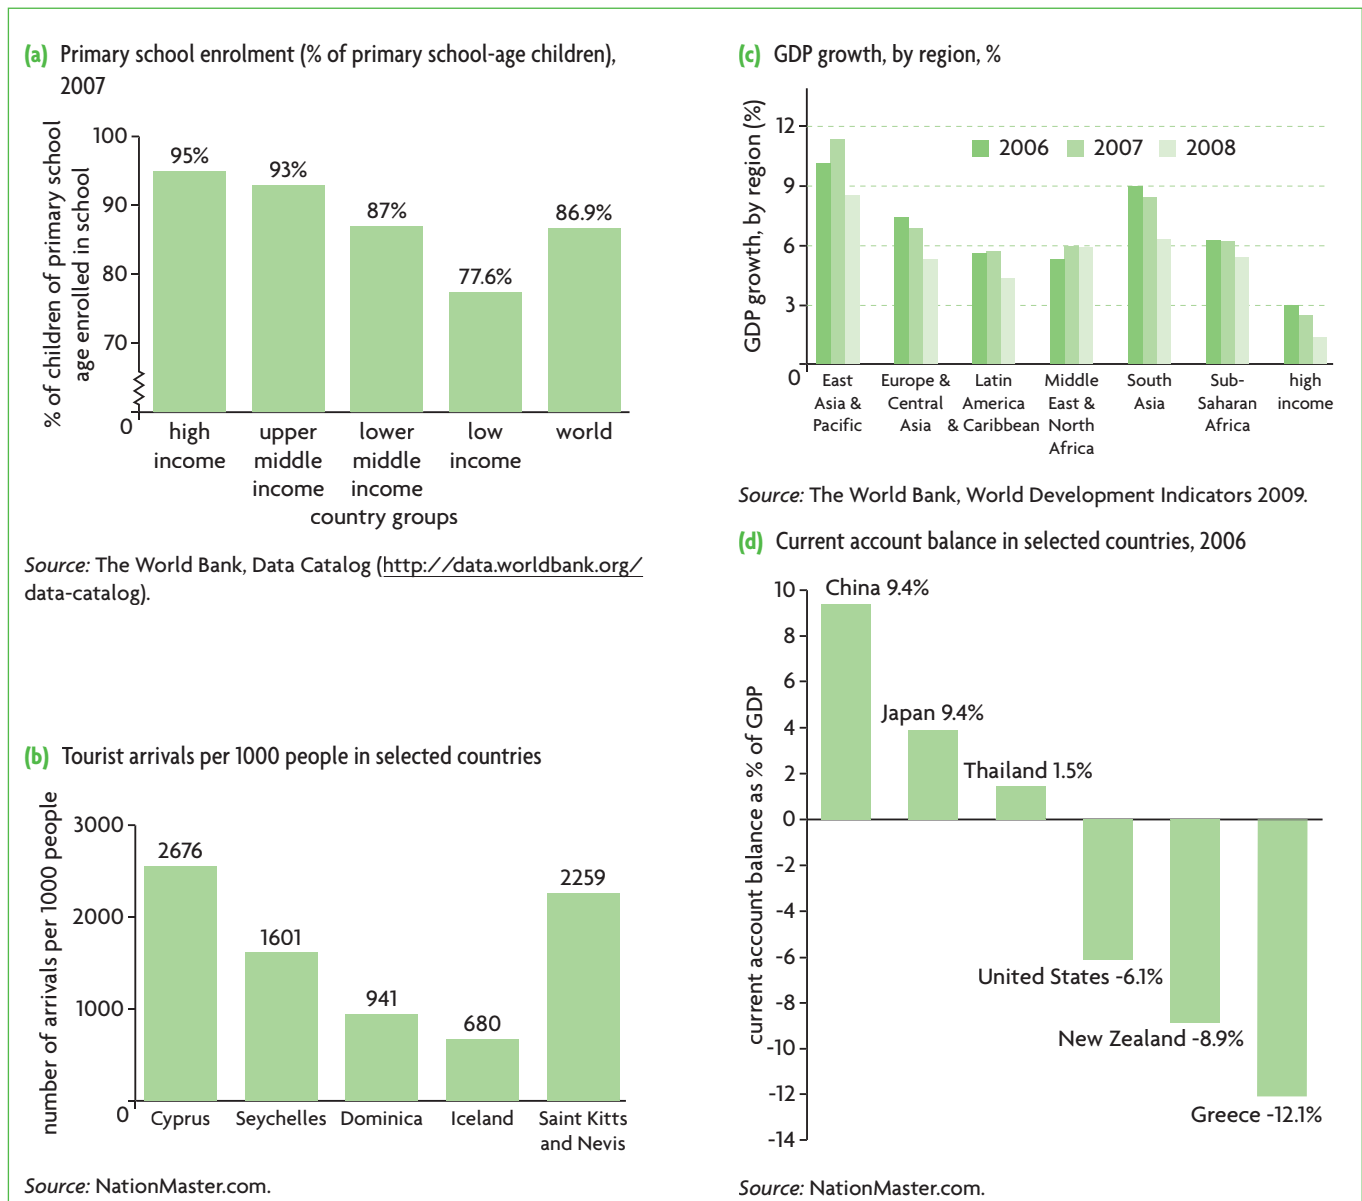 (a) Primary school enrolment (% of primary school-age children),
2007
% of children of primary school
age enrolled in school
100
90
80
70
0
95%
93%
87%
77.6%
86.9%
high
income
upper
middle
income
lower
middle
income
low
income
world
country groups
Source: The World Bank, Data Catalog (http://data.worldbank.org/
data-catalog).
(b) Tourist arrivals per 1000 people in selected countries
number of arrivals per 1000 people
3000
2000
1000
0
2676
1601
941
680
2259
Cyprus
Seychelles
Dominica
Iceland
Saint Kitts
and Nevis
Source: NationMaster.com.
(c) GDP growth, by region, %
GDP growth, by region (%)
12
9
6
3
0
2006
2007
2008
East
Asia &
Pacific
Europe &
Central
Asia
Latin
America
& Caribbean
Middle
East &
North
Africa
South
Asia
Sub-
Saharan
Africa
high
income
Source: The World Bank, World Development Indicators 2009.
(d) Current account balance in selected countries, 2006
current account balance as % of GDP
10
8
6
4
2
0
-2
-4
-6
-8
-10
-12
-14
China 9.4%
Japan 9.4%
Thailand 1.5%
United States -6.1%
New Zealand -8.9%
Greece -12.1%
Source: NationMaster.com.